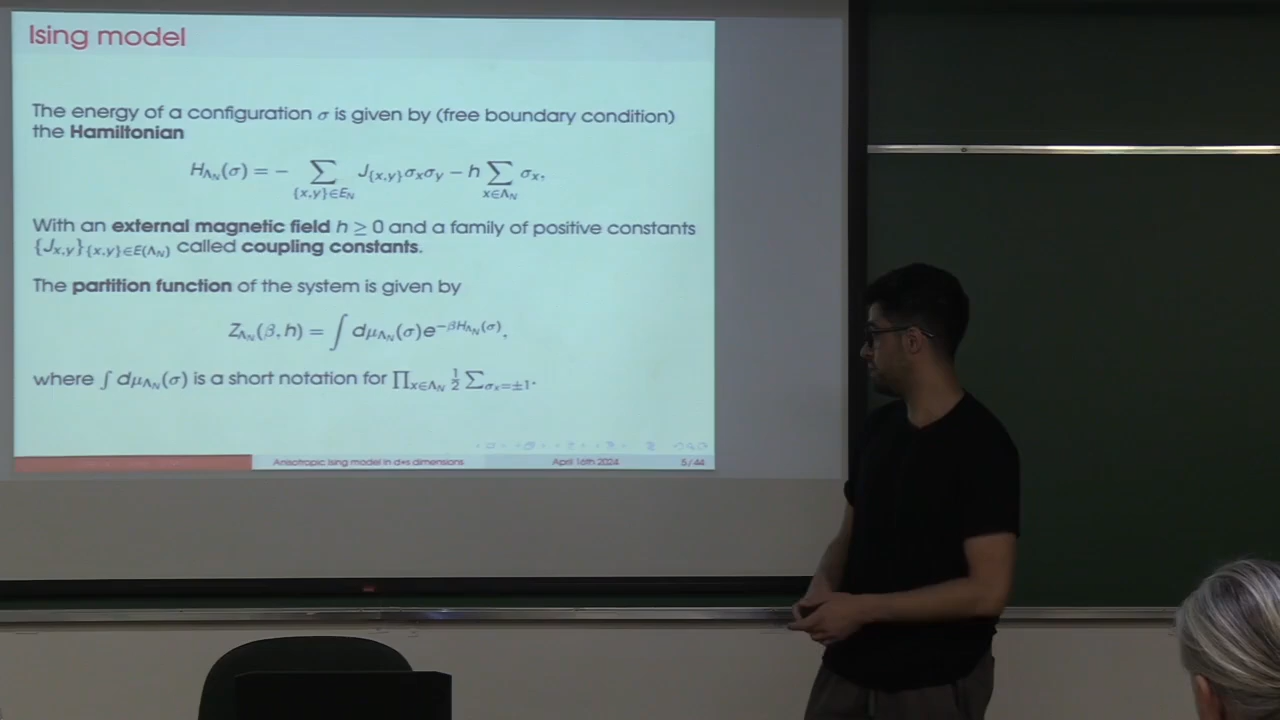 Ising model
The energy of a configuration σ is given by (free boundary condition)
the Hamiltonian
H_{Λ_N}(σ) = − ∑_{{x,y}∈E_N} J_{{x,y}} σ_x σ_y − h ∑_{x∈Λ_N} σ_x,
With an external magnetic field h ≥ 0 and a family of positive constants
{J_{x,y}}_{{x,y}∈E(Λ_N)} called coupling constants.
The partition function of the system is given by
Z_{Λ_N}(β, h) = ∫ dμ_{Λ_N}(σ)e^{−βH_{Λ_N}(σ)},
where ∫ dμ_{Λ_N}(σ) is a short notation for ∏_{x∈Λ_N} ½ ∑_{σ_x=±1}.
Anisotropic Ising model in d+s dimensions April 16th 2024 5/44